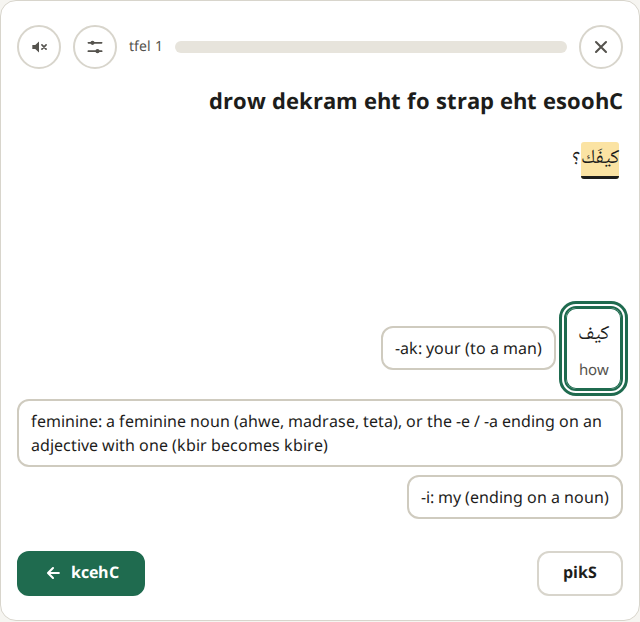 tfel 1
drow dekram eht fo strap eht esoohC
كيفَك؟
كيف
how
-ak: your (to a man)
feminine: a feminine noun (ahwe, madrase, teta), or the -e / -a ending on an
adjective with one (kbir becomes kbire)
-i: my (ending on a noun)
kcehC
pikS